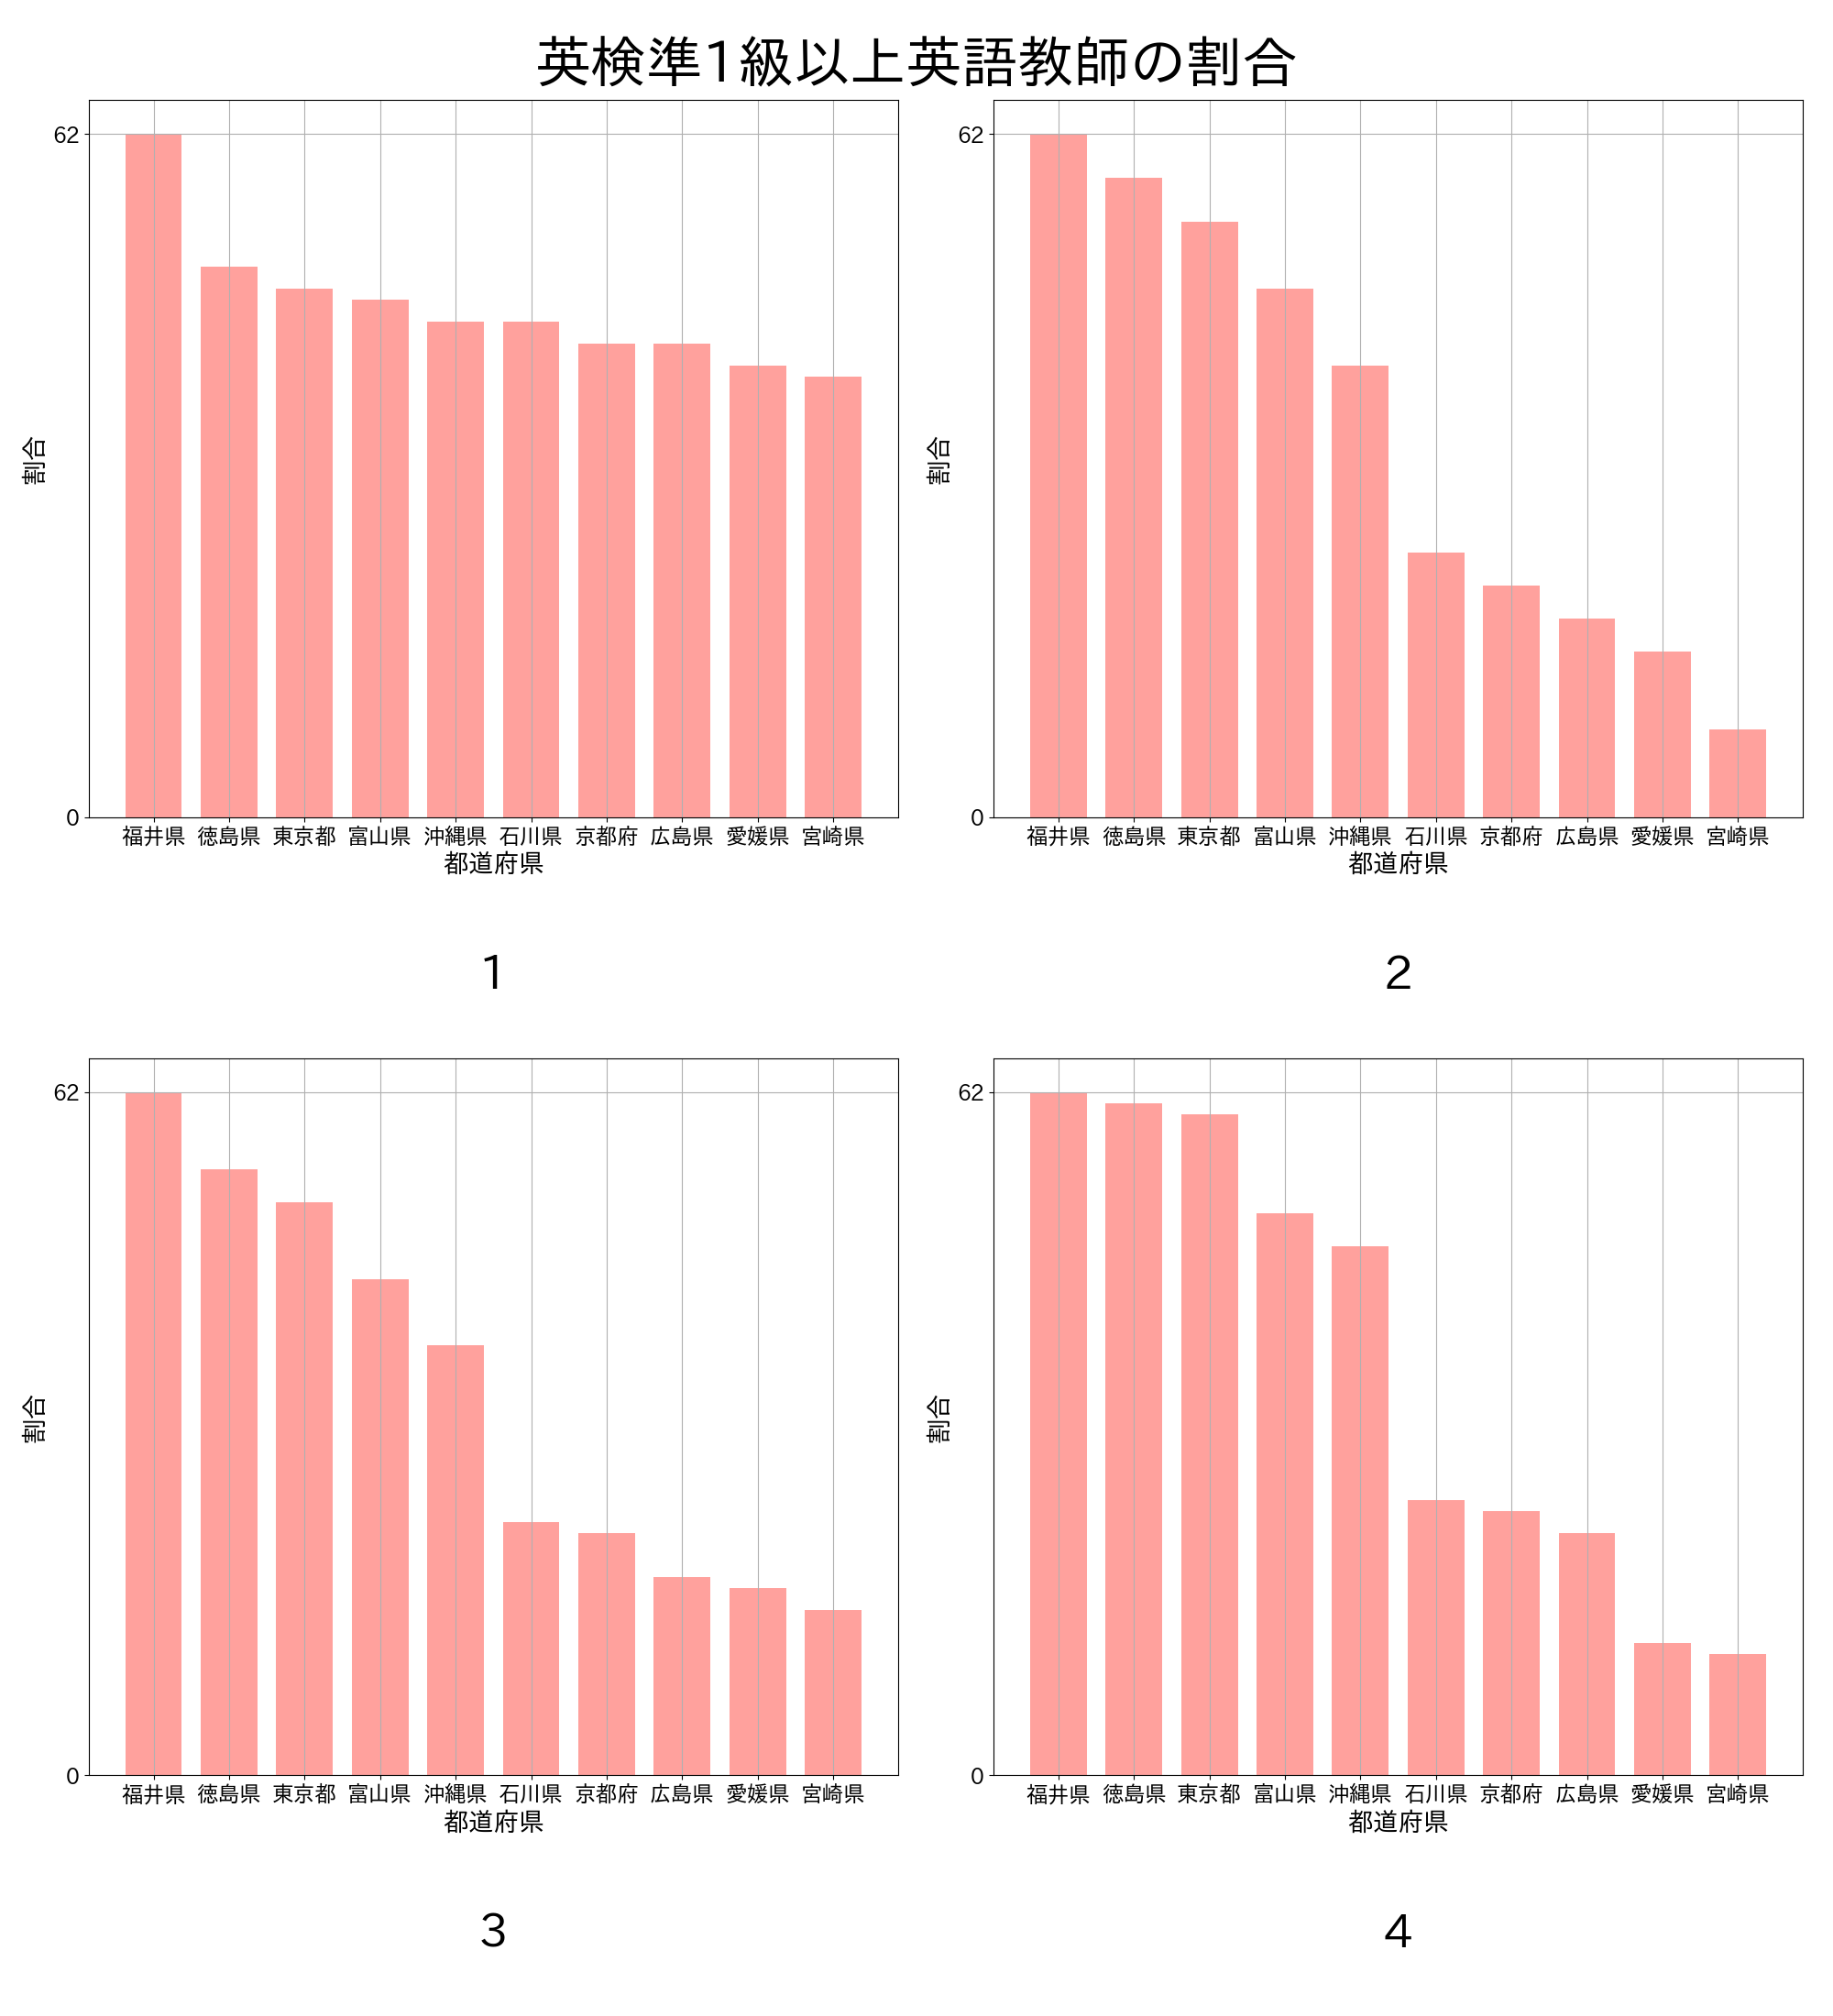 英検準1級以上英語教師の割合
62
0
割合
福井県 徳島県 東京都 富山県 沖縄県 石川県 京都府 広島県 愛媛県 宮崎県
都道府県
1
62
0
割合
福井県 徳島県 東京都 富山県 沖縄県 石川県 京都府 広島県 愛媛県 宮崎県
都道府県
2
62
0
割合
福井県 徳島県 東京都 富山県 沖縄県 石川県 京都府 広島県 愛媛県 宮崎県
都道府県
3
62
0
割合
福井県 徳島県 東京都 富山県 沖縄県 石川県 京都府 広島県 愛媛県 宮崎県
都道府県
4